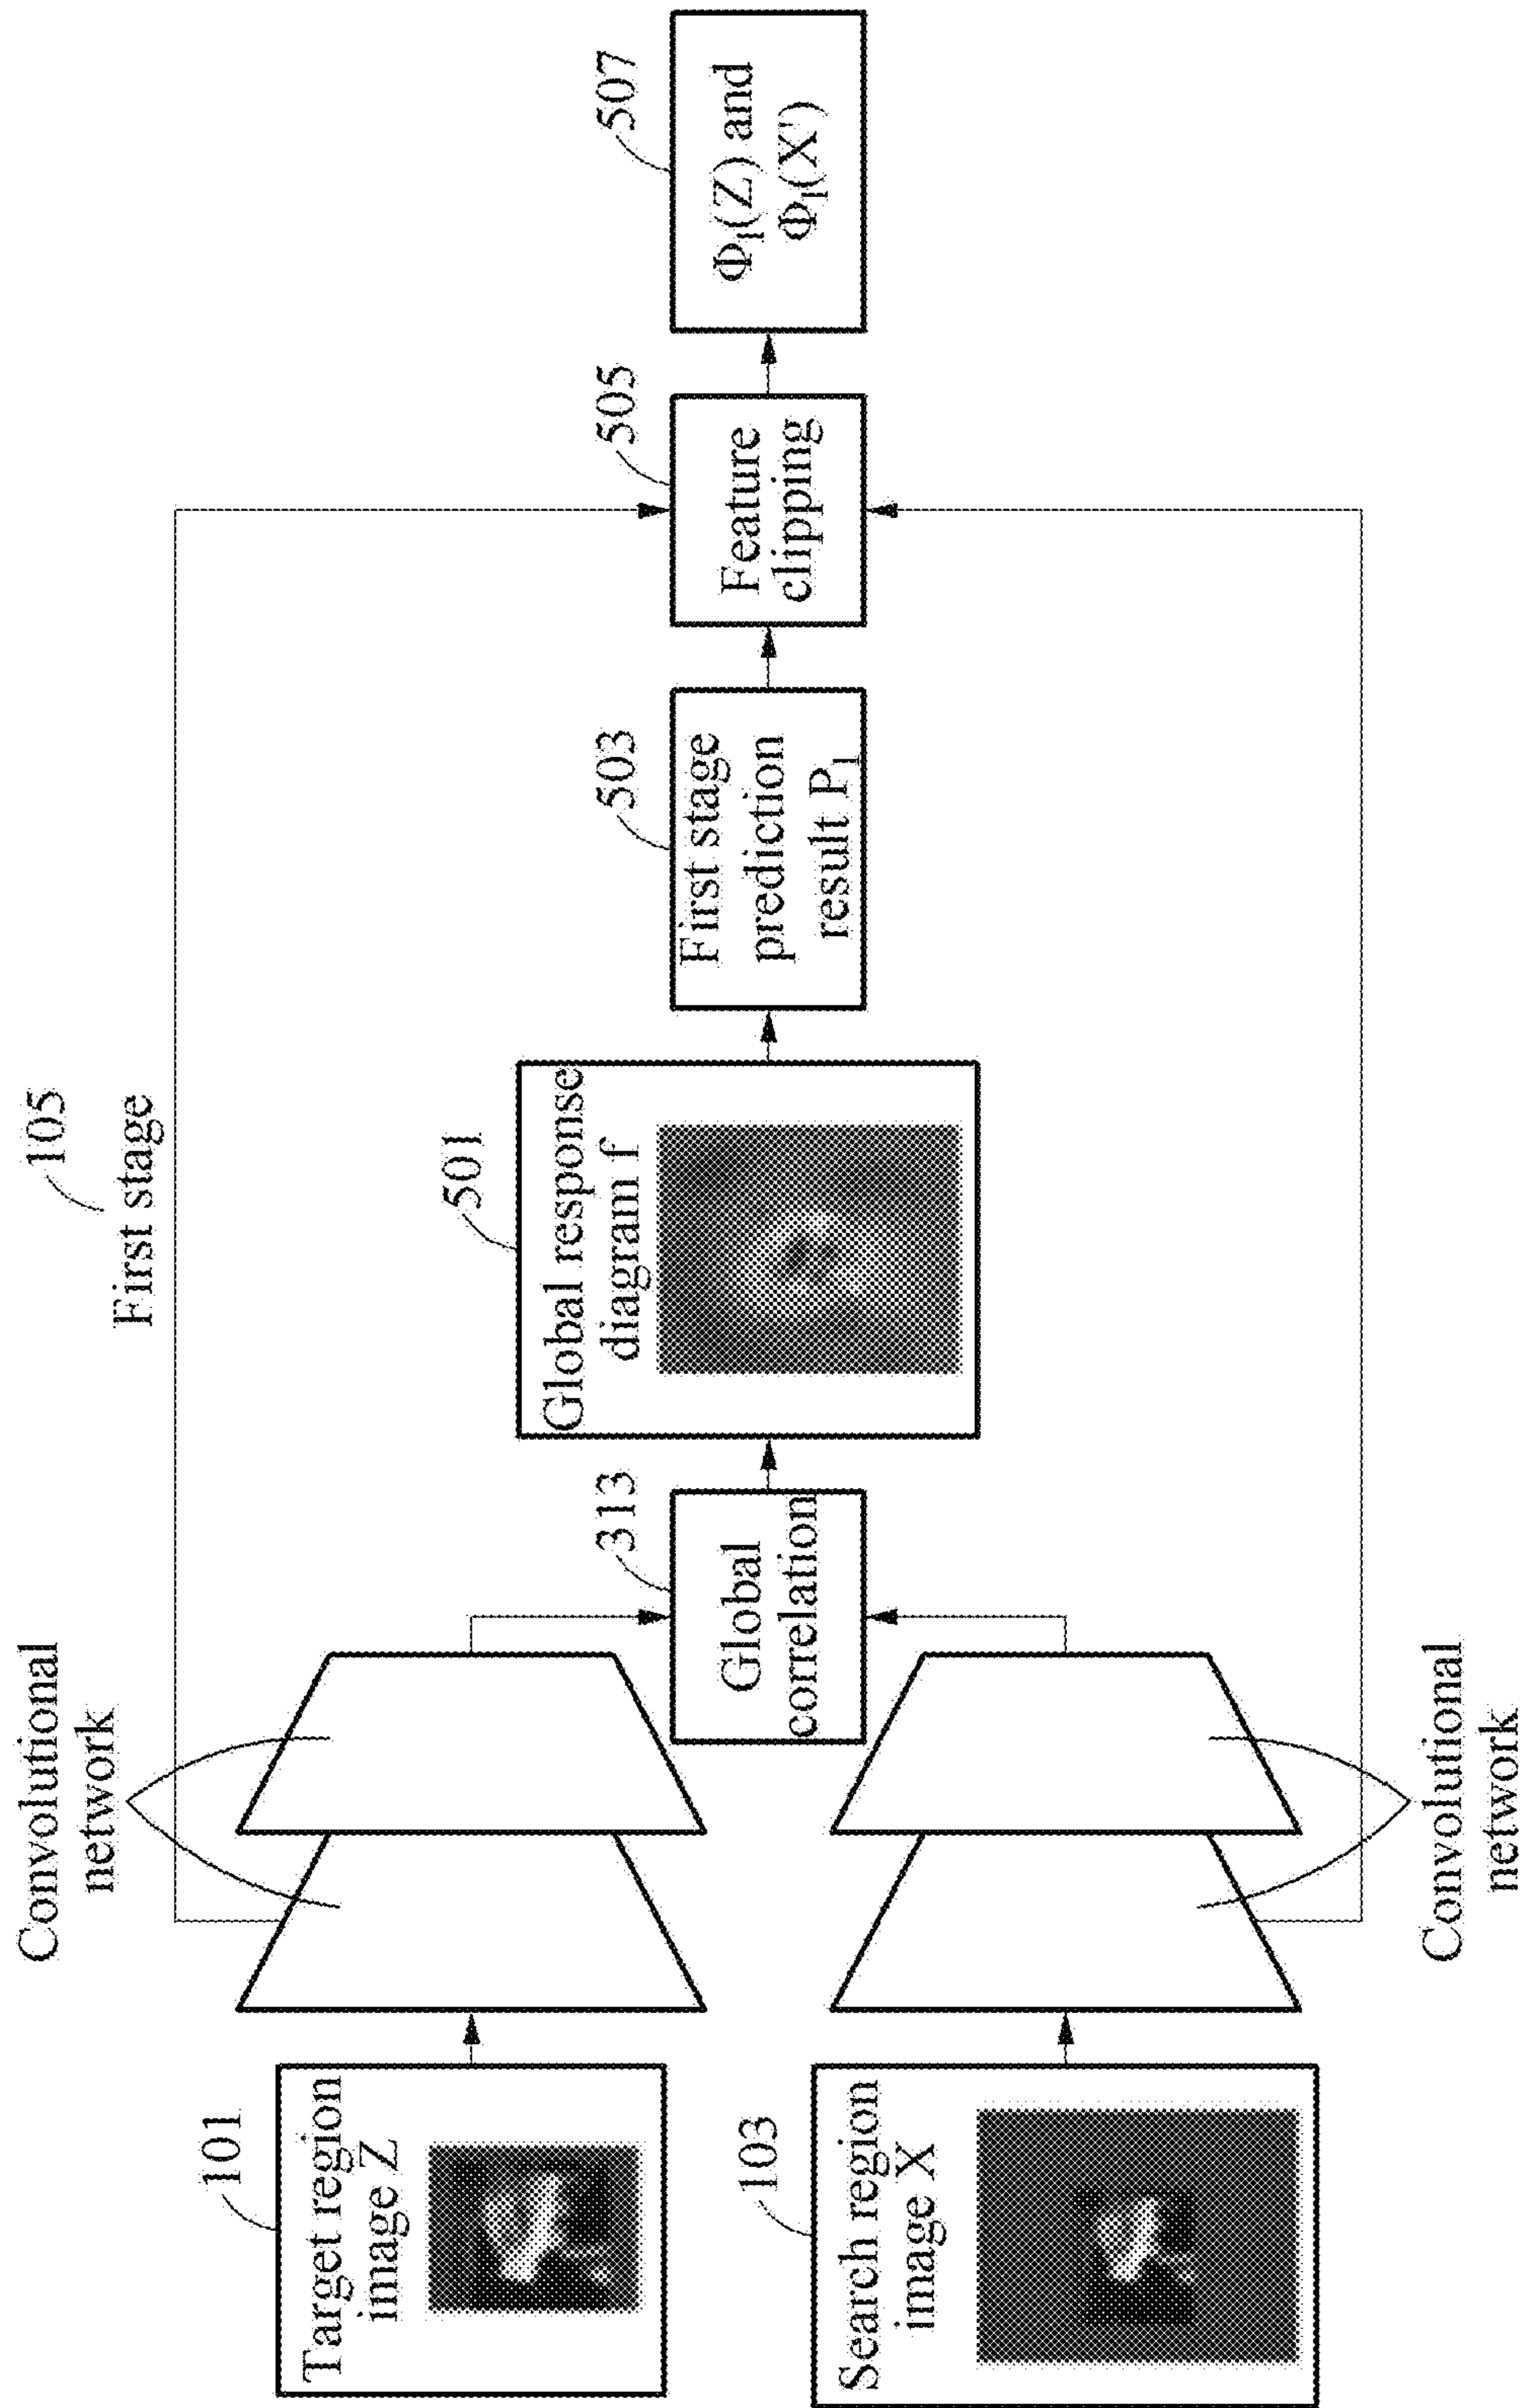 105
First stage
Convolutional
network
101
Target region
image Z
103
Search region
image X
Convolutional
network
313
Global
correlation
501
Global response
diagram f
503
First stage
prediction
result P₁
505
Feature
clipping
507
Φ₁(Z) and
Φ₁(X')